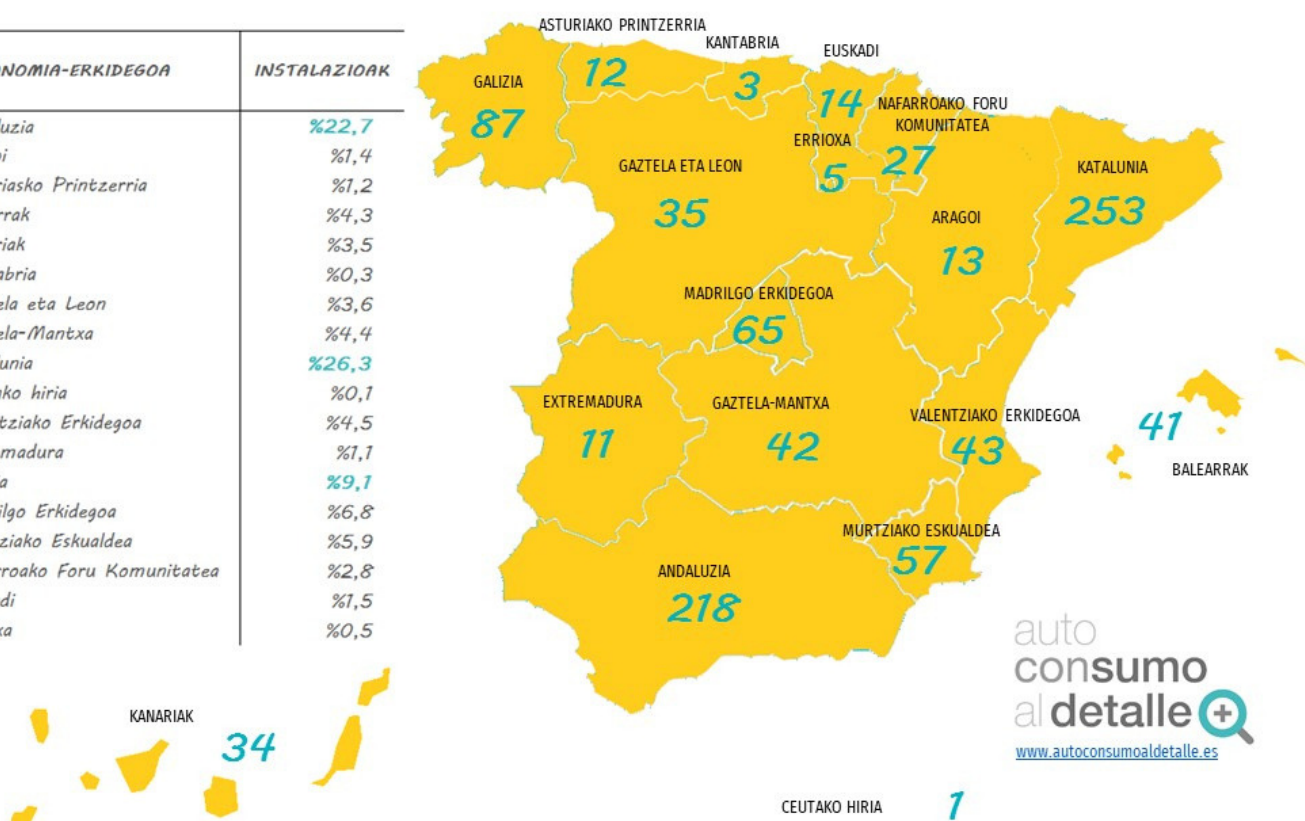 NOMIA-ERKIDEGOA INSTALAZIOAK
luzia %22,7
i %1,4
riasko Printzerria %1,2
rrak %4,3
riak %3,5
abria %0,3
ela eta Leon %3,6
ela-Mantxa %4,4
unia %26,3
ko hiria %0,1
tziako Erkidegoa %4,5
madura %1,1
a %9,1
ilgo Erkidegoa %6,8
ziako Eskualdea %5,9
rroako Foru Komunitatea %2,8
di %1,5
xa %0,5
ASTURIAKO PRINTZERRIA
12
KANTABRIA
3
EUSKADI
14
GALIZIA
87
NAFARROAKO FORU
KOMUNITATEA
27
ERRIOXA
5
GAZTELA ETA LEON
35
KATALUNIA
253
ARAGOI
13
MADRILGO ERKIDEGOA
65
EXTREMADURA
11
GAZTELA-MANTXA
42
VALENTZIAKO ERKIDEGOA
43
41
BALEARRAK
MURTZIAKO ESKUALDEA
57
ANDALUZIA
218
KANARIAK
34
auto
consumo
al detalle
www.autoconsumoaldetalle.es
CEUTAKO HIRIA 1